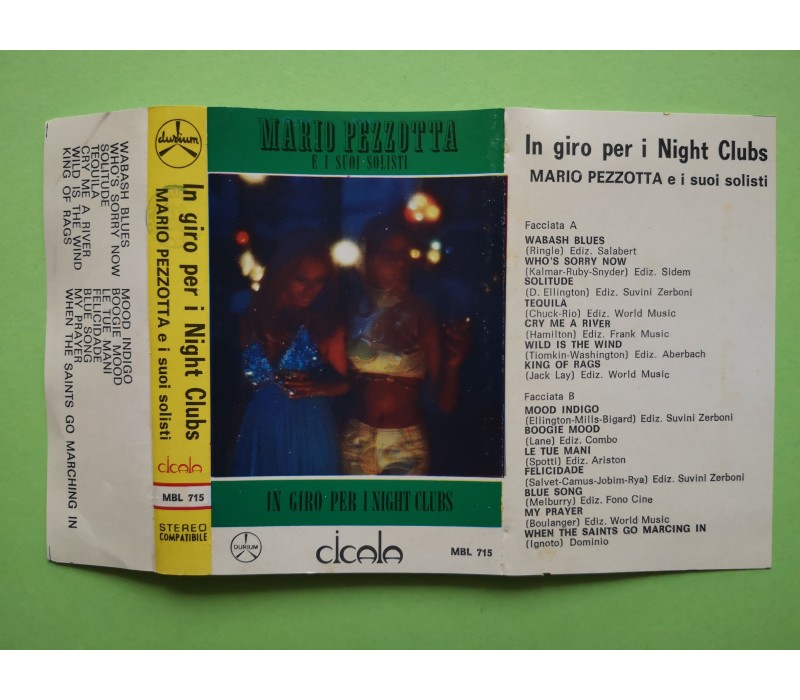 WABASH BLUES
WHO'S SORRY NOW
SOLITUDE
TEQUILA
CRY ME A RIVER
WILD IS THE WIND
KING OF RAGS
MOOD INDIGO
BOOGIE MOOD
LE TUE MANI
FELICIDADE
BLUE SONG
MY PRAYER
WHEN THE SAINTS GO MARCHING IN
durium
In giro per i Night Clubs
MARIO PEZZOTTA e i suoi solisti
cicala
MBL 715
STEREO
COMPATIBILE
MARIO PEZZOTTA
E I SUOI SOLISTI
IN GIRO PER I NIGHT CLUBS
DURIUM
cicala
MBL 715
In giro per i Night Clubs
MARIO PEZZOTTA e i suoi solisti
Facciata A
WABASH BLUES
(Ringle) Ediz. Salabert
WHO'S SORRY NOW
(Kalmar-Ruby-Snyder) Ediz. Sidem
SOLITUDE
(D. Ellington) Ediz. Suvini Zerboni
TEQUILA
(Chuck-Rio) Ediz. World Music
CRY ME A RIVER
(Hamilton) Ediz. Frank Music
WILD IS THE WIND
(Tiomkin-Washington) Ediz. Aberbach
KING OF RAGS
(Jack Lay) Ediz. World Music
Facciata B
MOOD INDIGO
(Ellington-Mills-Bigard) Ediz. Suvini Zerboni
BOOGIE MOOD
(Lane) Ediz. Combo
LE TUE MANI
(Spotti) Ediz. Ariston
FELICIDADE
(Salvet-Camus-Jobim-Rya) Ediz. Suvini Zerboni
BLUE SONG
(Melburry) Ediz. Fono Cine
MY PRAYER
(Boulanger) Ediz. World Music
WHEN THE SAINTS GO MARCING IN
(Ignoto) Dominio